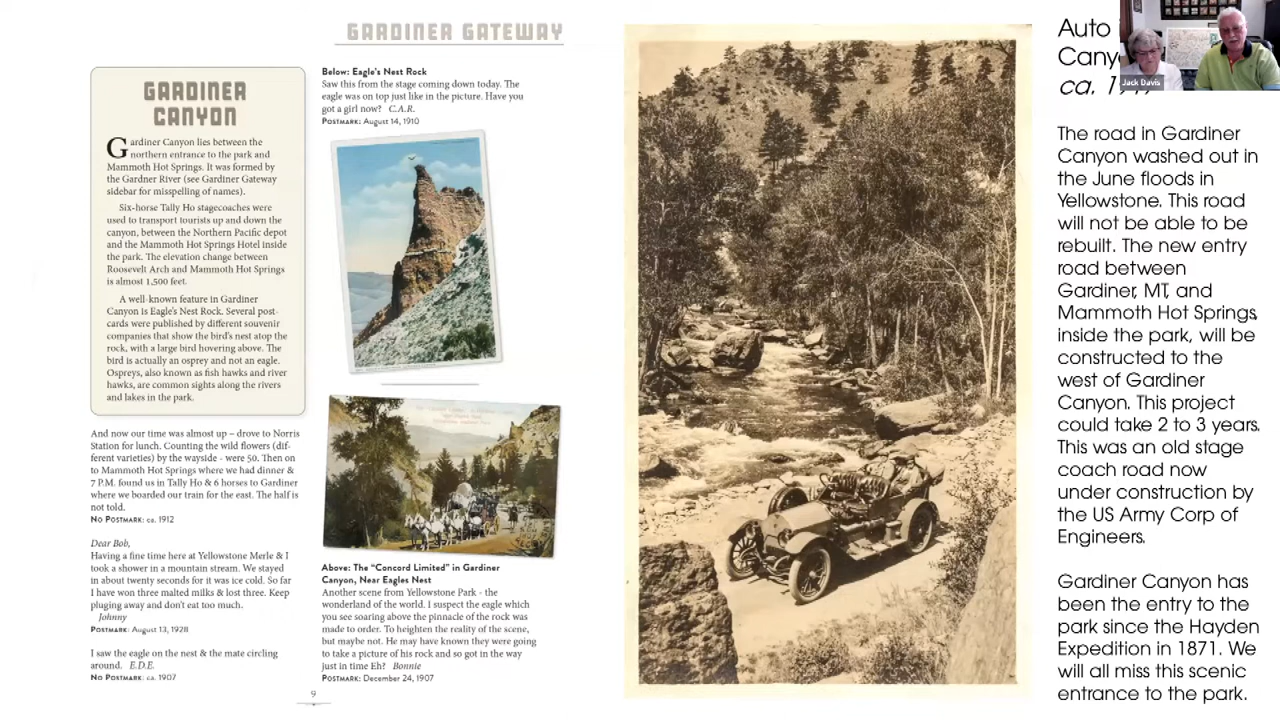 GARDINER GATEWAY
GARDINER
CANYON
Gardiner Canyon lies between the
northern entrance to the park and
Mammoth Hot Springs. It was formed by
the Gardner River (see Gardiner Gateway
sidebar for misspelling of names).
Six-horse Tally Ho stagecoaches were
used to transport tourists up and down the
canyon, between the Northern Pacific depot
and the Mammoth Hot Springs Hotel inside
the park. The elevation change between
Roosevelt Arch and Mammoth Hot Springs
is almost 1,500 feet.
A well-known feature in Gardiner
Canyon is Eagle's Nest Rock. Several post-
cards were published by different souvenir
companies that show the bird's nest atop the
rock, with a large bird hovering above. The
bird is actually an osprey and not an eagle.
Ospreys, also known as fish hawks and river
hawks, are common sights along the rivers
and lakes in the park.
And now our time was almost up – drove to Norris
Station for lunch. Counting the wild flowers (dif-
ferent varieties) by the wayside - were 50. Then on
to Mammoth Hot Springs where we had dinner &
7 P.M. found us in Tally Ho & 6 horses to Gardiner
where we boarded our train for the east. The half is
not told.
NO POSTMARK: ca. 1912
Dear Bob,
Having a fine time here at Yellowstone Merle & I
took a shower in a mountain stream. We stayed
in about twenty seconds for it was ice cold. So far
I have won three malted milks & lost three. Keep
pluging away and don't eat too much.
Johnny
POSTMARK: August 13, 1928
I saw the eagle on the nest & the mate circling
around. E.D.E.
NO POSTMARK: ca. 1907
Below: Eagle's Nest Rock
Saw this from the stage coming down today. The
eagle was on top just like in the picture. Have you
got a girl now? C.A.R.
POSTMARK: August 14, 1910
Above: The “Concord Limited” in Gardiner
Canyon, Near Eagles Nest
Another scene from Yellowstone Park - the
wonderland of the world. I suspect the eagle which
you see soaring above the pinnacle of the rock was
made to order. To heighten the reality of the scene,
but maybe not. He may have known they were going
to take a picture of his rock and so got in the way
just in time Eh? Bonnie
POSTMARK: December 24, 1907
9
Auto
ca.
The road in Gardiner
Canyon washed out in
the June floods in
Yellowstone. This road
will not be able to be
rebuilt. The new entry
road between
Gardiner, MT, and
Mammoth Hot Springs,
inside the park, will be
constructed to the
west of Gardiner
Canyon. This project
could take 2 to 3 years.
This was an old stage
coach road now
under construction by
the US Army Corp of
Engineers.
Gardiner Canyon has
been the entry to the
park since the Hayden
Expedition in 1871. We
will all miss this scenic
entrance to the park.
Jack Davis